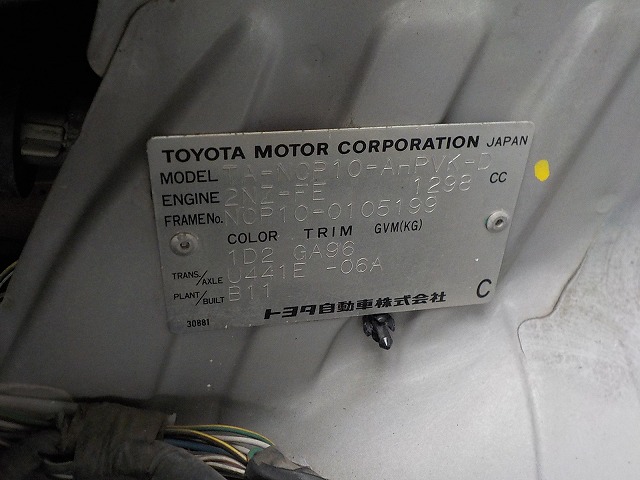 TOYOTA MOTOR CORPORATION JAPAN
MODEL TA-NCP10-AHPVK-D
ENGINE 2NZ-FE 1298 CC
FRAME No. NCP10-0105199
COLOR TRIM GVM(KG)
1D2 GA96
TRANS./AXLE U441E -06A
PLANT/BUILT B11
トヨタ自動車株式会社 C
30881